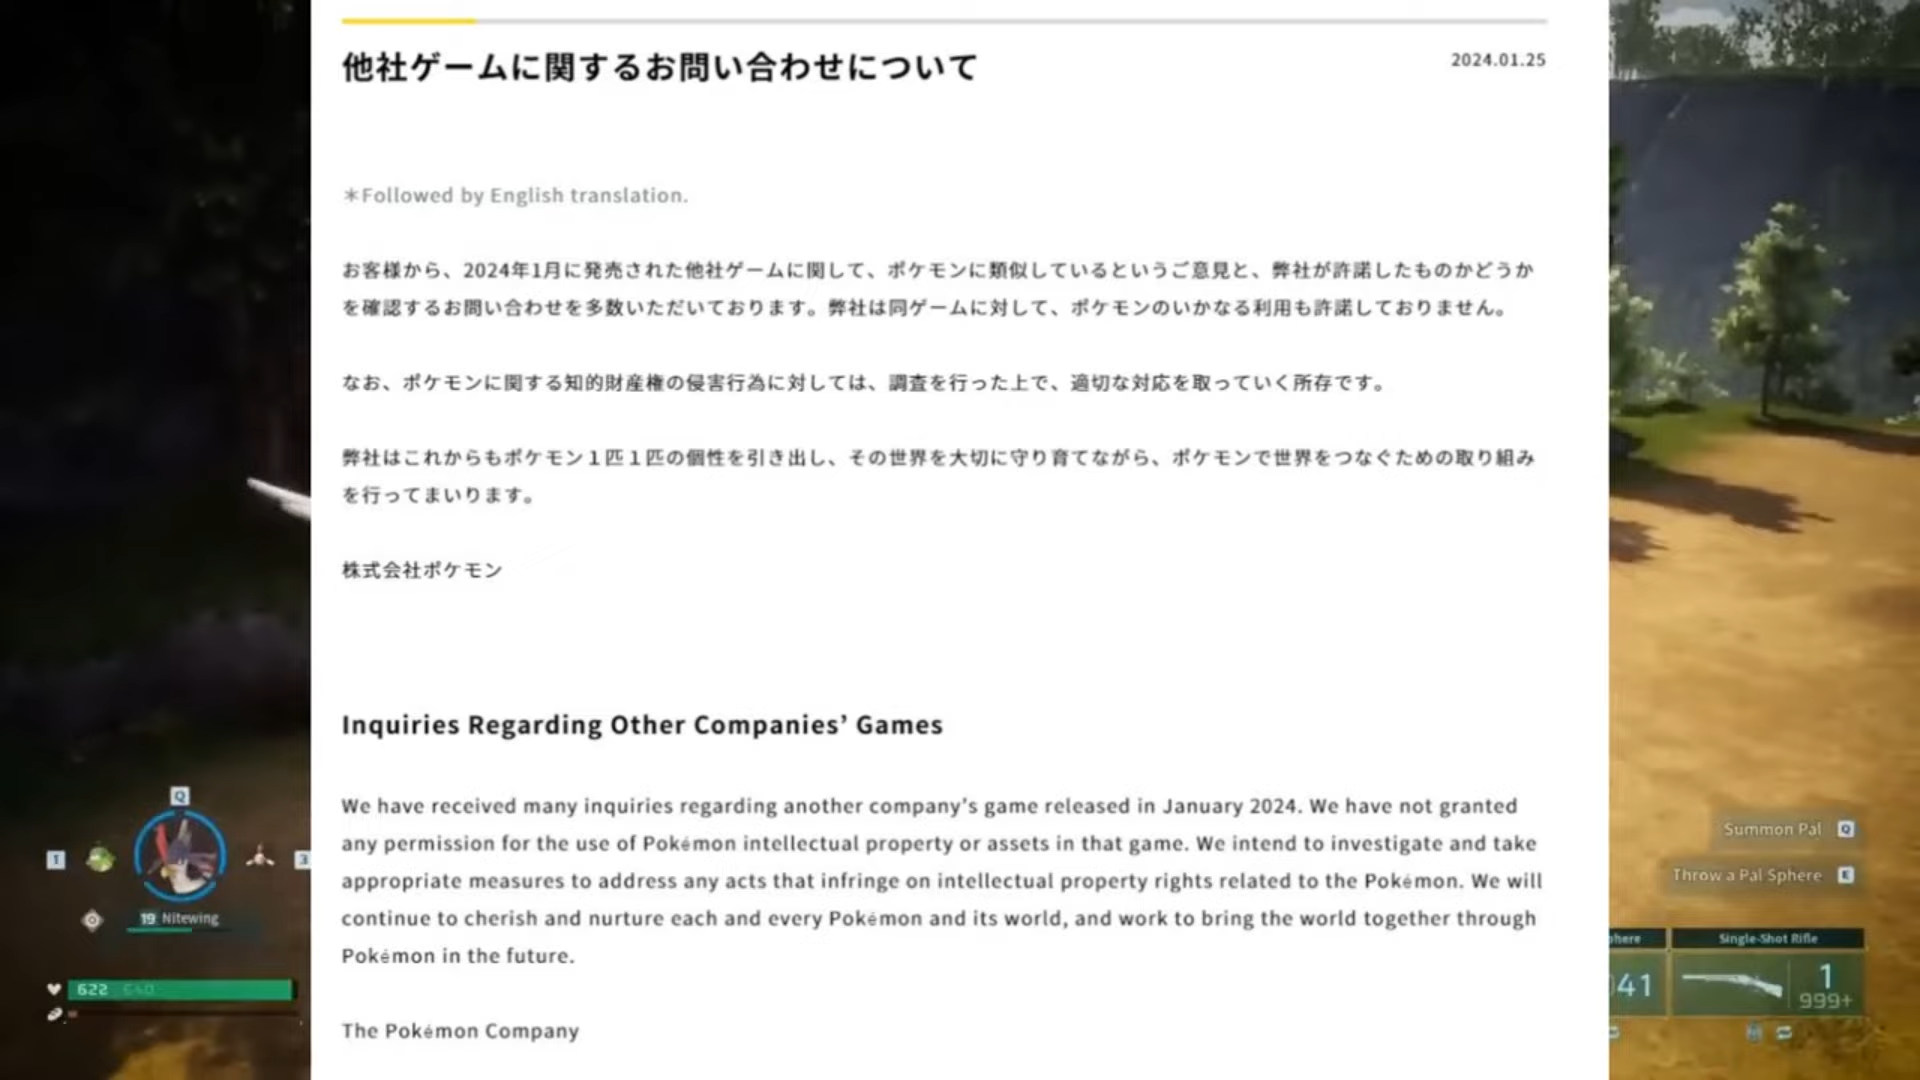 他社ゲームに関するお問い合わせについて
2024.01.25
＊Followed by English translation.
お客様から、2024年1月に発売された他社ゲームに関して、ポケモンに類似しているというご意見と、弊社が許諾したものかどうか
を確認するお問い合わせを多数いただいております。弊社は同ゲームに対して、ポケモンのいかなる利用も許諾しておりません。
なお、ポケモンに関する知的財産権の侵害行為に対しては、調査を行った上で、適切な対応を取っていく所存です。
弊社はこれからもポケモン１匹１匹の個性を引き出し、その世界を大切に守り育てながら、ポケモンで世界をつなぐための取り組み
を行ってまいります。
株式会社ポケモン
Inquiries Regarding Other Companies’ Games
We have received many inquiries regarding another company’s game released in January 2024. We have not granted
any permission for the use of Pokémon intellectual property or assets in that game. We intend to investigate and take
appropriate measures to address any acts that infringe on intellectual property rights related to the Pokémon. We will
continue to cherish and nurture each and every Pokémon and its world, and work to bring the world together through
Pokémon in the future.
The Pokémon Company
Q
1
3
19 Nitewing
622 640
Summon Pal Q
Throw a Pal Sphere E
Single-Shot Rifle
41
1
999+